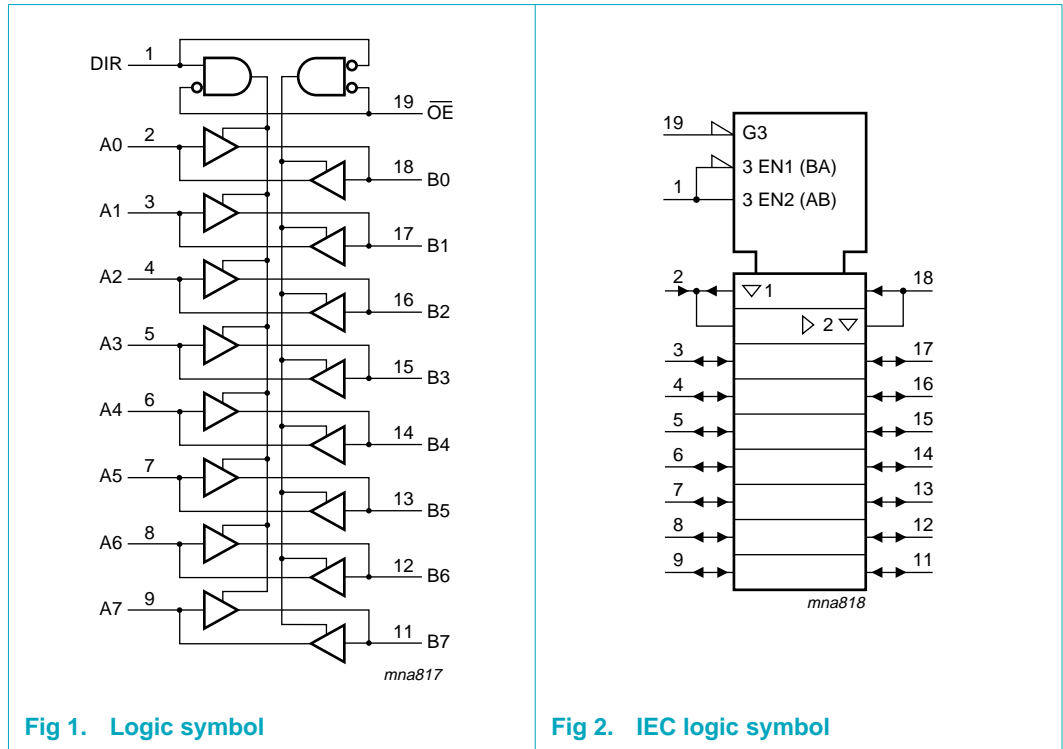 DIR 1
19 OE
A0 2
18 B0
A1 3
17 B1
A2 4
16 B2
A3 5
15 B3
A4 6
14 B4
A5 7
13 B5
A6 8
12 B6
A7 9
11 B7
mna817
Fig 1. Logic symbol
19 G3
3 EN1 (BA)
1 3 EN2 (AB)
2 1 18
2
3 17
4 16
5 15
6 14
7 13
8 12
9 11
mna818
Fig 2. IEC logic symbol